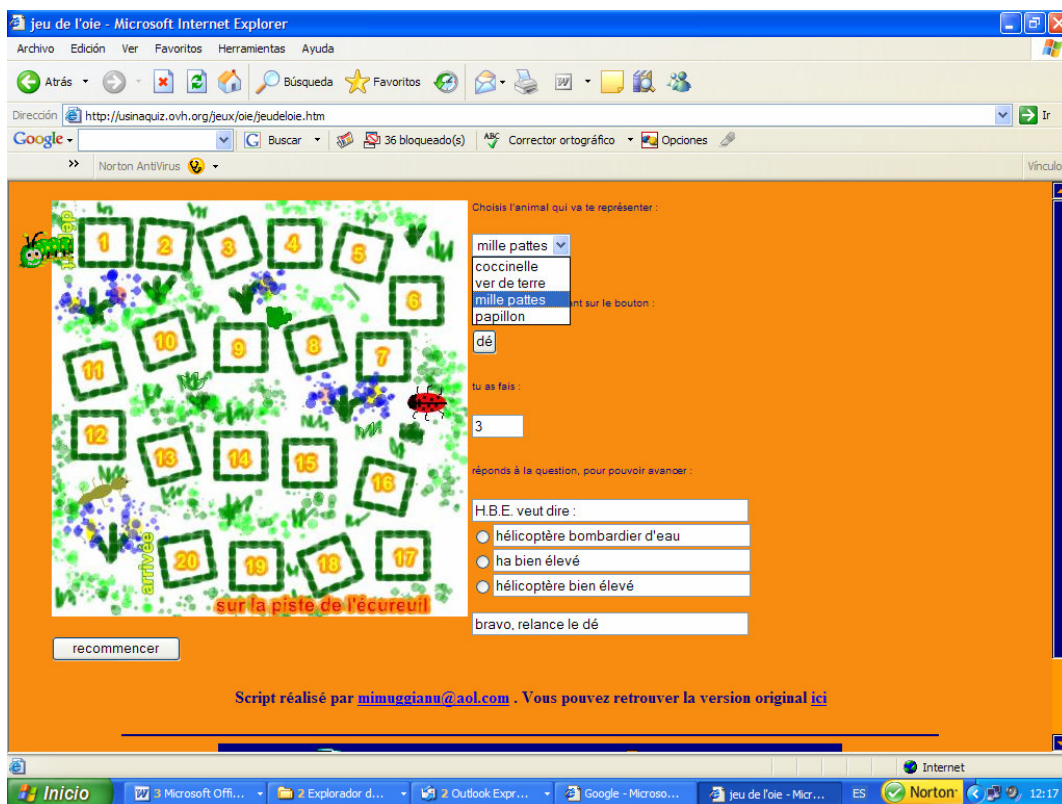 jeu de l'oie - Microsoft Internet Explorer
Archivo Edición Ver Favoritos Herramientas Ayuda
Atrás Búsqueda Favoritos
Dirección http://usinaquiz.ovh.org/jeux/oie/jeudeloie.htm Ir
Google Buscar 36 bloqueado(s) ABC Corrector ortográfico Opciones
Norton AntiVirus Vínculo
départ
1 2 3 4 5
6
11 10 9 8 7
12
13 14 15 16
20 19 18 17
arrivée
sur la piste de l'écureuil
recommencer
Choisis l'animal qui va te représenter :
mille pattes
coccinelle
ver de terre
mille pattes
papillon
nt sur le bouton :
dé
tu as fais :
3
réponds à la question, pour pouvoir avancer :
H.B.E. veut dire :
hélicoptère bombardier d'eau
ha bien élevé
hélicoptère bien élevé
bravo, relance le dé
Script réalisé par mimuggianu@aol.com . Vous pouvez retrouver la version original ici
Internet
Inicio 3 Microsoft Offi... 2 Explorador d... 2 Outlook Expr... Google - Microso... jeu de l'oie - Micr... ES Norton 12:17